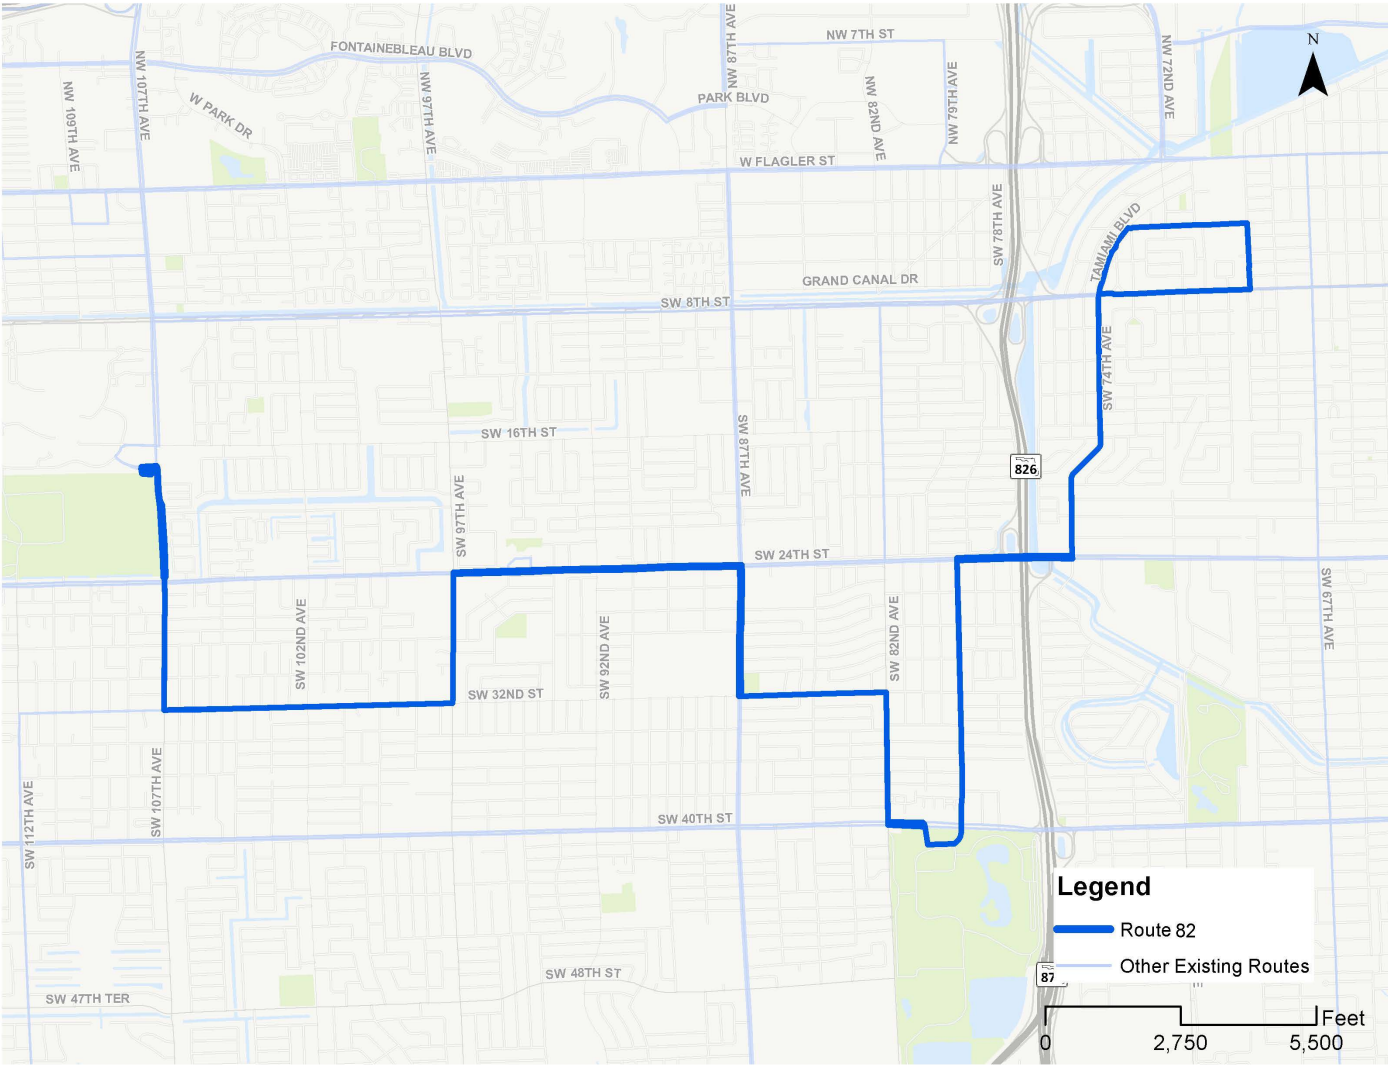 NW 7TH ST
N
FONTAINEBLEAU BLVD
NW 87TH AVE
NW 107TH AVE
NW 109TH AVE
W PARK DR
NW 97TH AVE
PARK BLVD
NW 82ND AVE
NW 79TH AVE
NW 72ND AVE
W FLAGLER ST
SW 78TH AVE
TAMIAMI BLVD
GRAND CANAL DR
SW 8TH ST
SW 74TH AVE
SW 16TH ST
SW 87TH AVE
826
SW 97TH AVE
SW 24TH ST
SW 102ND AVE
SW 92ND AVE
SW 82ND AVE
SW 67TH AVE
SW 32ND ST
SW 107TH AVE
SW 112TH AVE
SW 40TH ST
Legend
Route 82
Other Existing Routes
SW 48TH ST
87
SW 47TH TER
Feet
0 2,750 5,500